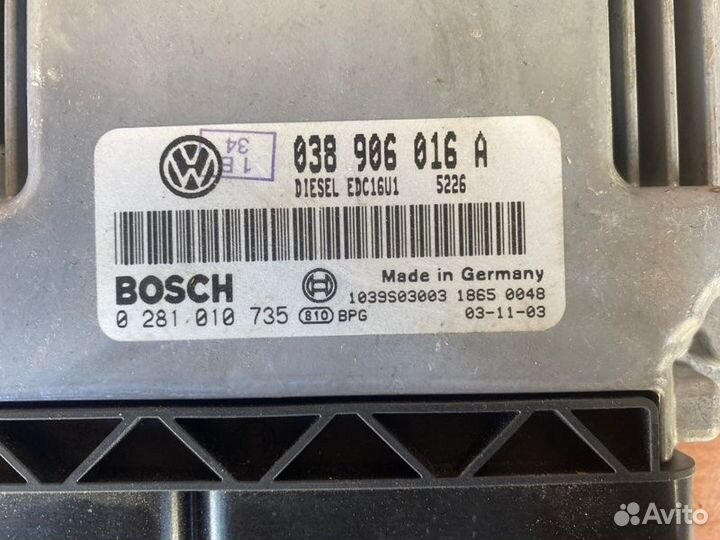 VW
1 B
34
038 906 016 A
DIESEL EDC16U1 5226
BOSCH
Made in Germany
1039S03003 1865 0048
0 281 010 735 810 BPG
03-11-03
Avito